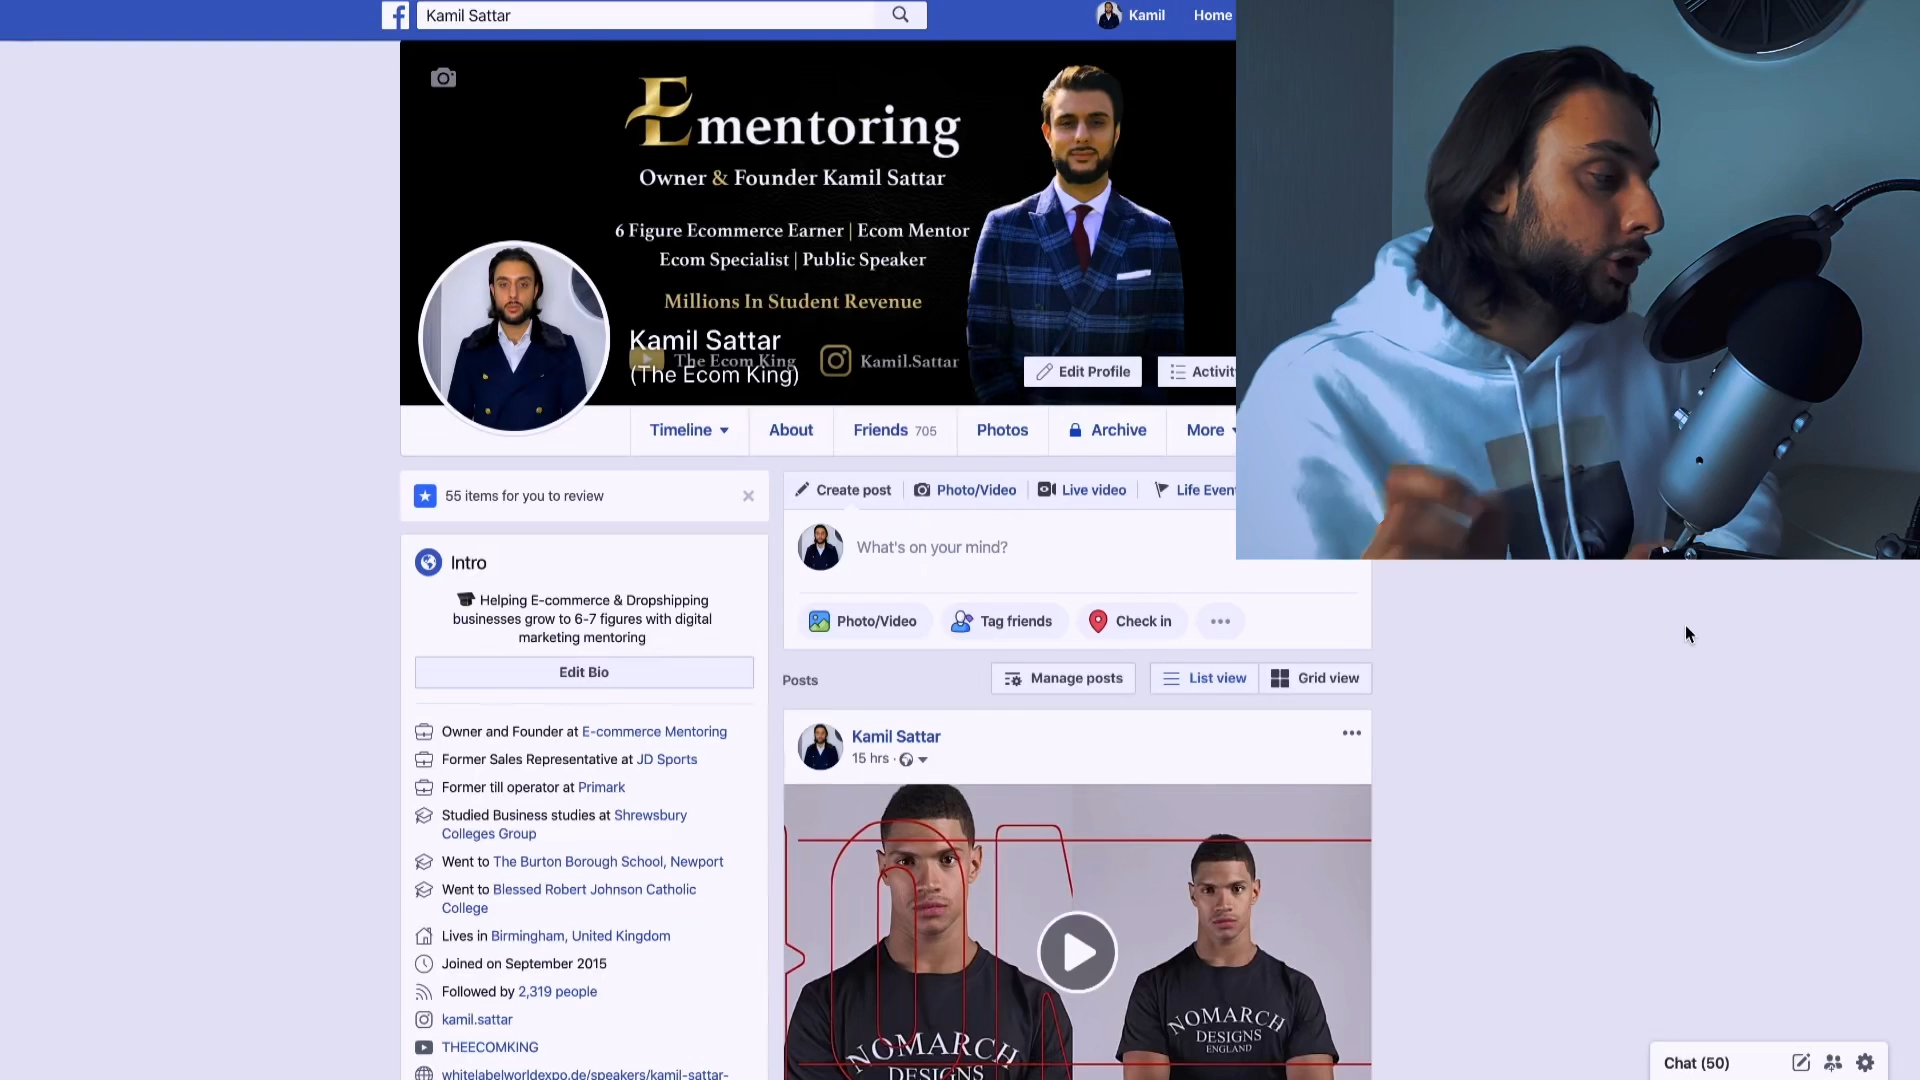 Kamil Sattar
Kamil
Home
Ementoring
Owner & Founder Kamil Sattar
6 Figure Ecommerce Earner | Ecom Mentor
Ecom Specialist | Public Speaker
Millions In Student Revenue
Kamil Sattar
The Ecom King
Kamil.Sattar
(The Ecom King)
Edit Profile
Activit
Timeline
About
Friends 705
Photos
Archive
More
55 items for you to review
Create post
Photo/Video
Live video
Life Even
What's on your mind?
Photo/Video
Tag friends
Check in
Intro
Helping E-commerce & Dropshipping
businesses grow to 6-7 figures with digital
marketing mentoring
Edit Bio
Owner and Founder at E-commerce Mentoring
Former Sales Representative at JD Sports
Former till operator at Primark
Studied Business studies at Shrewsbury
Colleges Group
Went to The Burton Borough School, Newport
Went to Blessed Robert Johnson Catholic
College
Lives in Birmingham, United Kingdom
Joined on September 2015
Followed by 2,319 people
kamil.sattar
THEECOMKING
whitelabelworldexpo.de/speakers/kamil-sattar-
Posts
Manage posts
List view
Grid view
Kamil Sattar
15 hrs ·
NOMARCH
DESIGNS
NOMARCH
DESIGNS
ENGLAND
Chat (50)